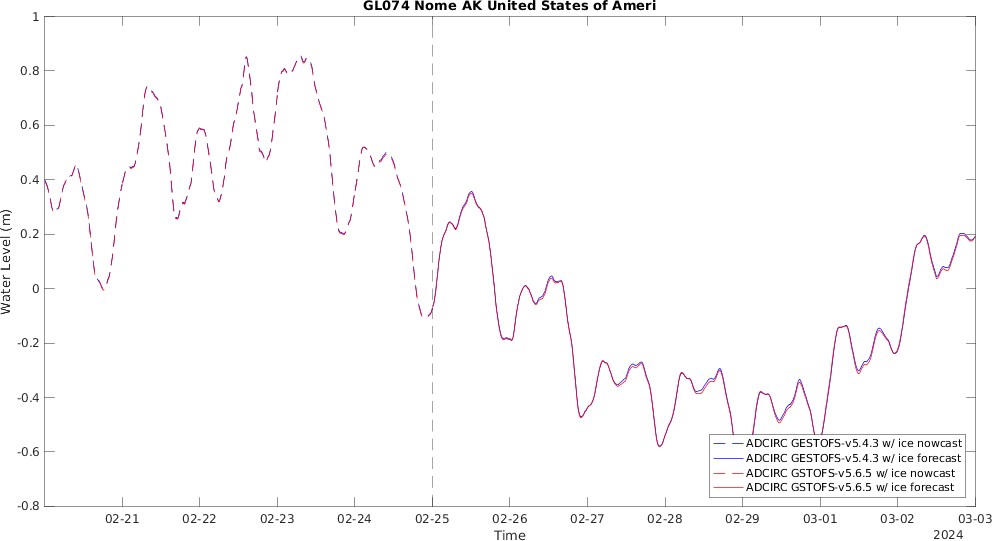 GL074 Nome AK United States of Ameri
1
0.8
0.6
0.4
0.2
0
-0.2
-0.4
-0.6
-0.8
Water Level (m)
ADCIRC GESTOFS-v5.4.3 w/ ice nowcast
ADCIRC GESTOFS-v5.4.3 w/ ice forecast
ADCIRC GSTOFS-v5.6.5 w/ ice nowcast
ADCIRC GSTOFS-v5.6.5 w/ ice forecast
02-21 02-22 02-23 02-24 02-25 02-26 02-27 02-28 02-29 03-01 03-02 03-03
Time 2024